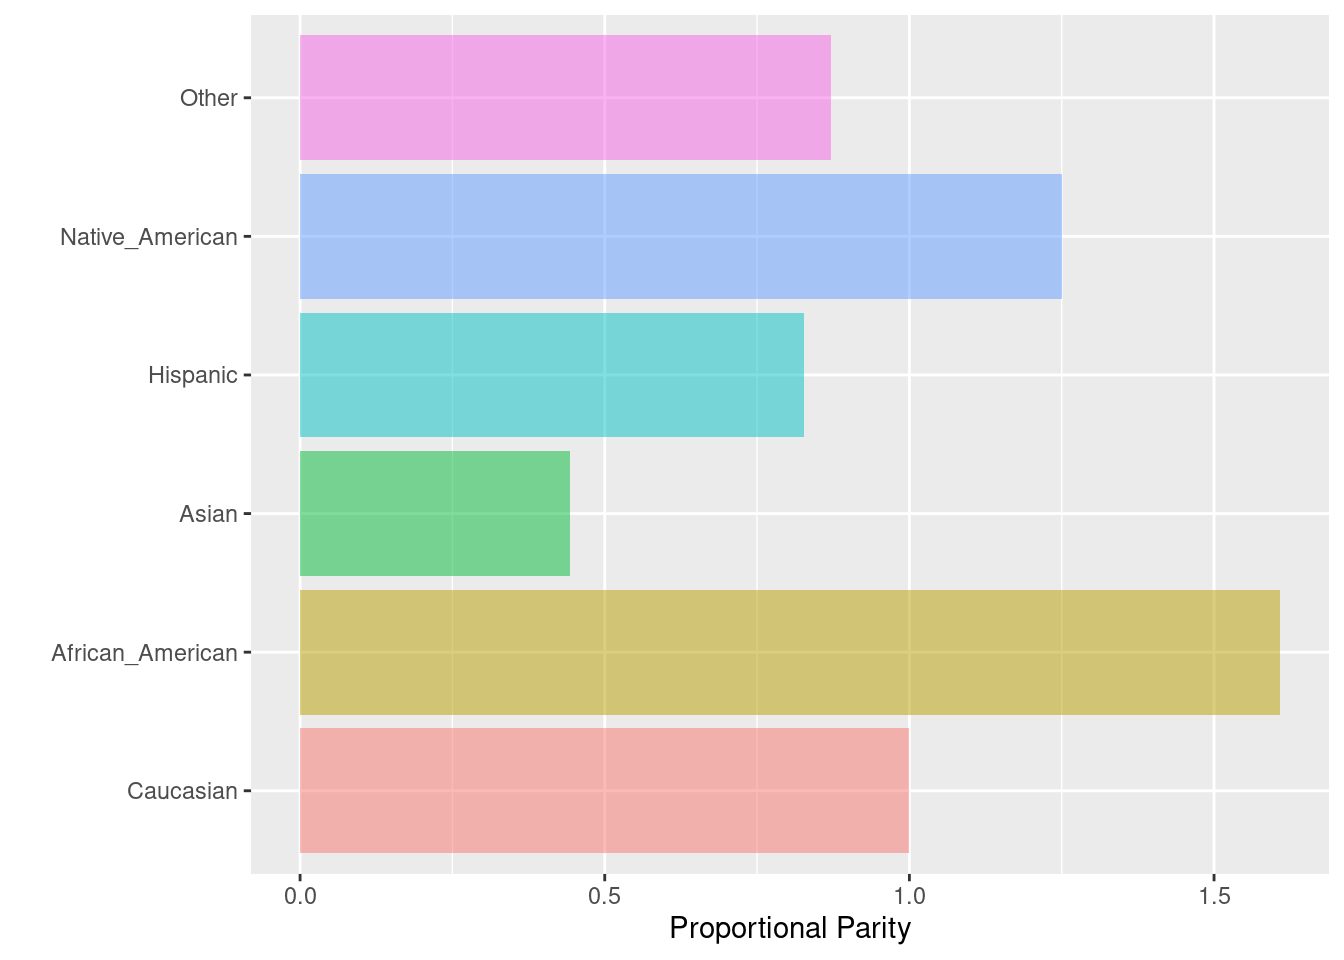 Other
Native_American
Hispanic
Asian
African_American
Caucasian
0.0 0.5 1.0 1.5
Proportional Parity